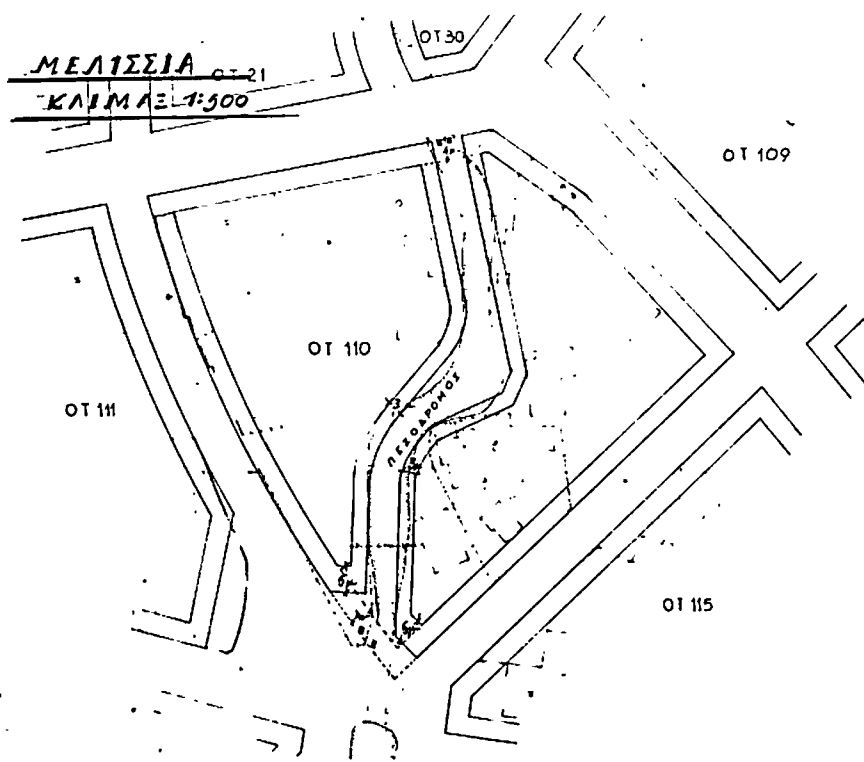 ΟΤ 30
ΜΕΛΙΣΣΙΑ ΟΤ 21
ΚΛΙΜΑΞ 1:500
ΟΤ 109
ΟΤ 110
ΟΤ 111
ΠΕΖΟΔΡΟΜΟΣ
ΟΤ 115